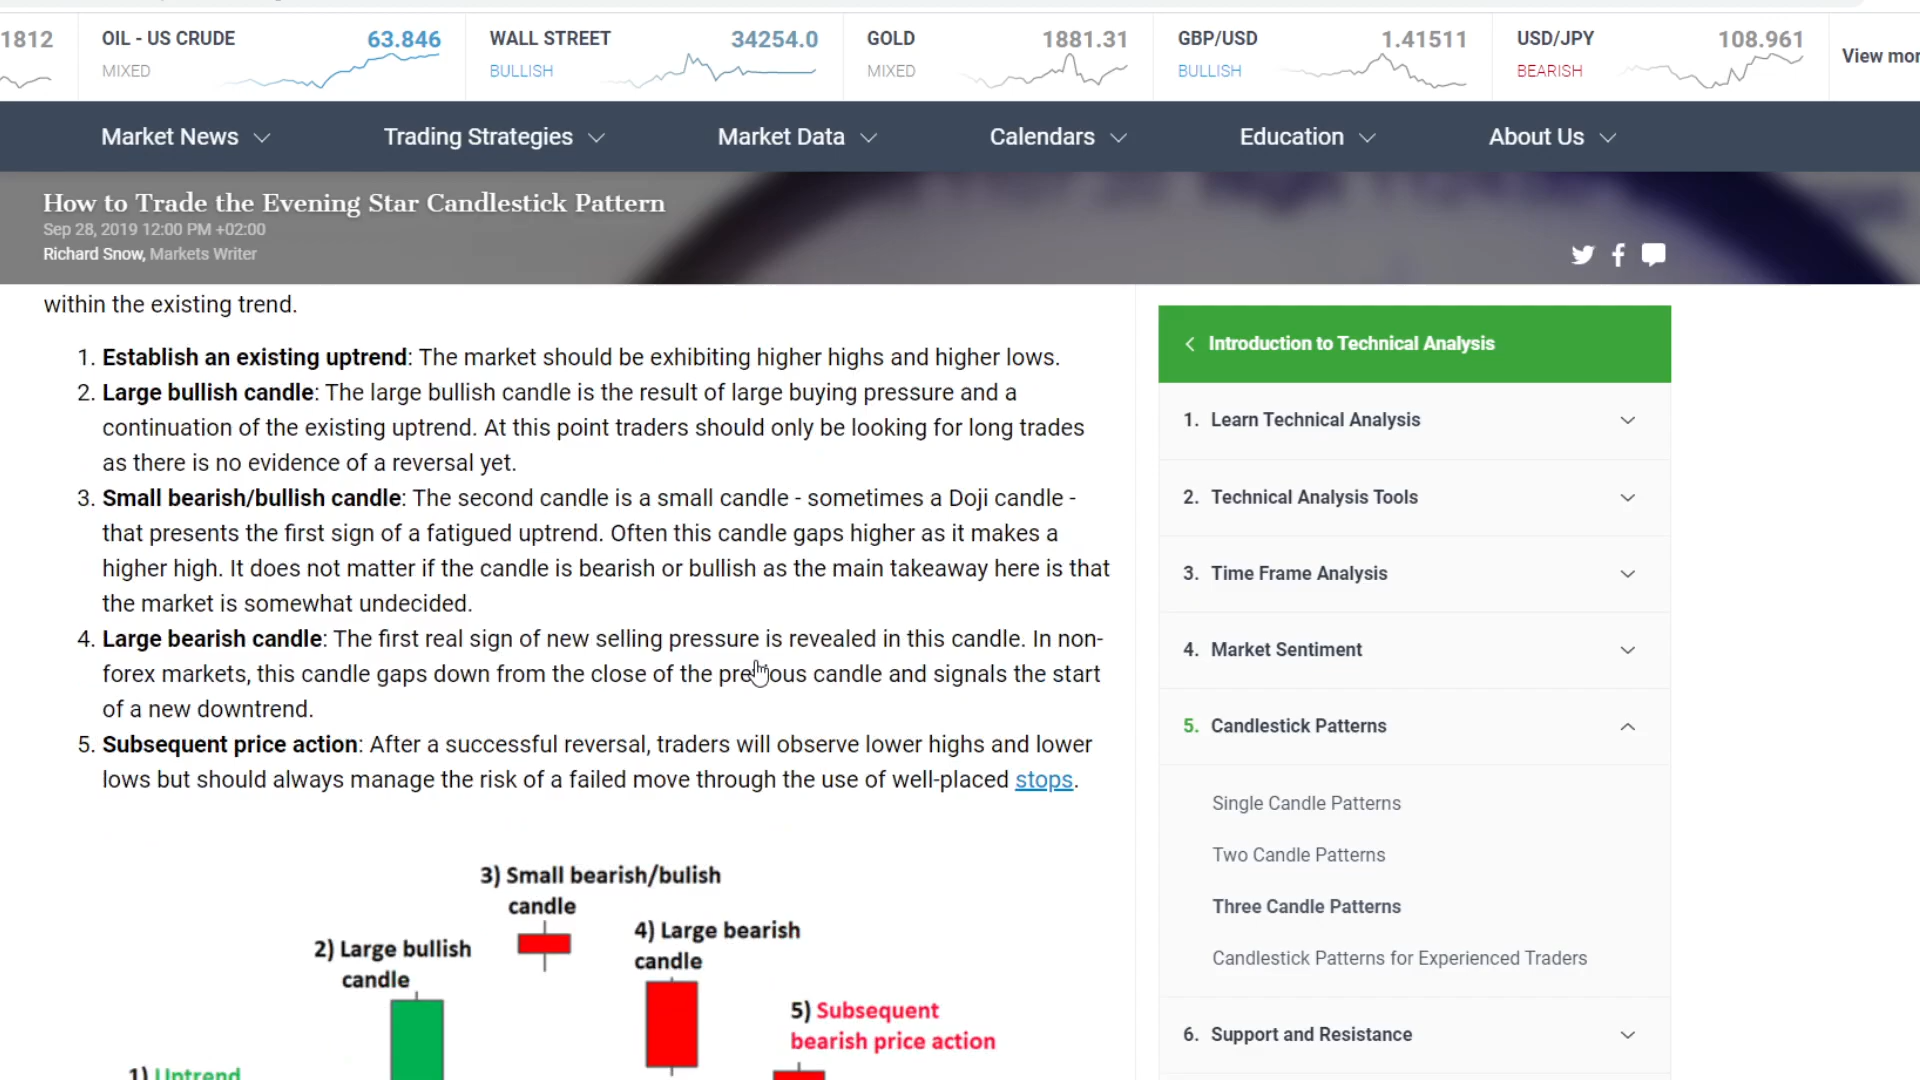 1812
OIL - US CRUDE 63.846
MIXED
WALL STREET 34254.0
BULLISH
GOLD 1881.31
MIXED
GBP/USD 1.41511
BULLISH
USD/JPY 108.961
BEARISH
View mor
Market News
Trading Strategies
Market Data
Calendars
Education
About Us
How to Trade the Evening Star Candlestick Pattern
Sep 28, 2019 12:00 PM +02:00
Richard Snow, Markets Writer
within the existing trend.
1. Establish an existing uptrend: The market should be exhibiting higher highs and higher lows.
2. Large bullish candle: The large bullish candle is the result of large buying pressure and a
continuation of the existing uptrend. At this point traders should only be looking for long trades
as there is no evidence of a reversal yet.
3. Small bearish/bullish candle: The second candle is a small candle - sometimes a Doji candle -
that presents the first sign of a fatigued uptrend. Often this candle gaps higher as it makes a
higher high. It does not matter if the candle is bearish or bullish as the main takeaway here is that
the market is somewhat undecided.
4. Large bearish candle: The first real sign of new selling pressure is revealed in this candle. In non-
forex markets, this candle gaps down from the close of the previous candle and signals the start
of a new downtrend.
5. Subsequent price action: After a successful reversal, traders will observe lower highs and lower
lows but should always manage the risk of a failed move through the use of well-placed stops.
3) Small bearish/bulish
candle
4) Large bearish
candle
2) Large bullish
candle
5) Subsequent
bearish price action
1) Uptrend
Introduction to Technical Analysis
1. Learn Technical Analysis
2. Technical Analysis Tools
3. Time Frame Analysis
4. Market Sentiment
5. Candlestick Patterns
Single Candle Patterns
Two Candle Patterns
Three Candle Patterns
Candlestick Patterns for Experienced Traders
6. Support and Resistance